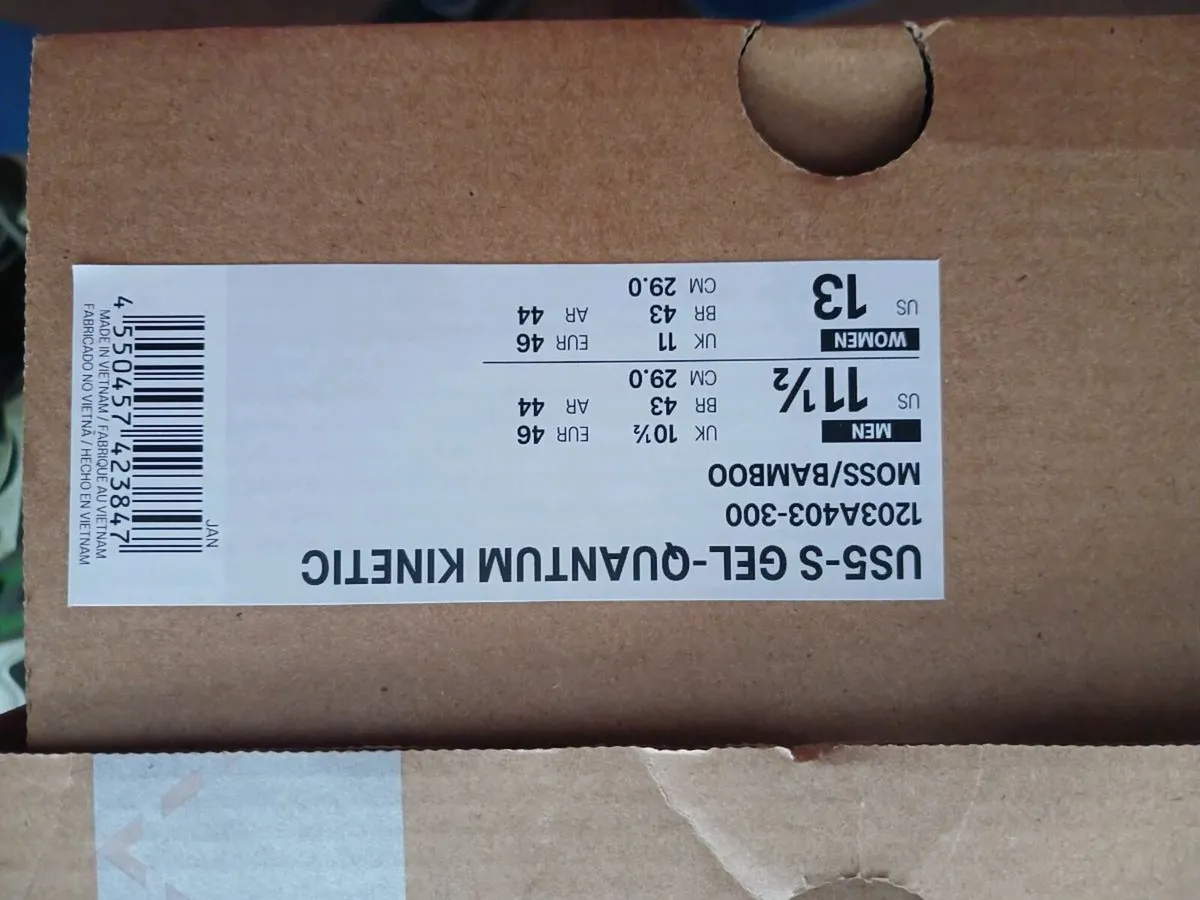 US5-S GEL-QUANTUM KINETIC
1203A403-300
MOSS/BAMBOO
MEN
US 11½
UK 10½ EUR 46
BR 43 AR 44
CM 29.0
WOMEN
US 13
UK 11 EUR 46
BR 43 AR 44
CM 29.0
JAN
4 550457 423847
MADE IN VIETNAM / FABRIQUÉ AU VIETNAM
FABRICADO NO VIETNÃ / HECHO EN VIETNAM